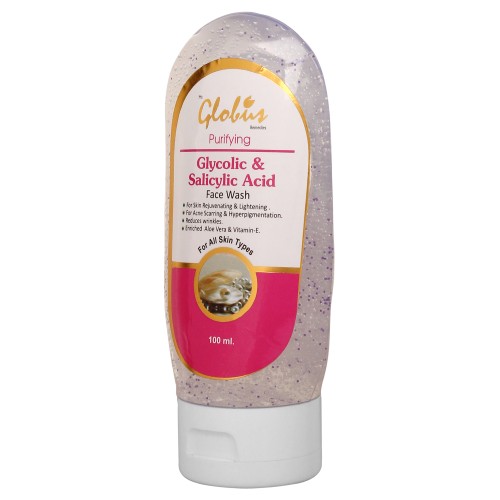 Globus
Remedies
Purifying
Glycolic &
Salicylic Acid
Face Wash
For Skin Rejuvenating & Lightening .
For Acne Scarring & Hyperpigmentation.
Reduces wrinkles.
Enriched Aloe Vera & Vitamin-E.
For All Skin Types
100 ml.